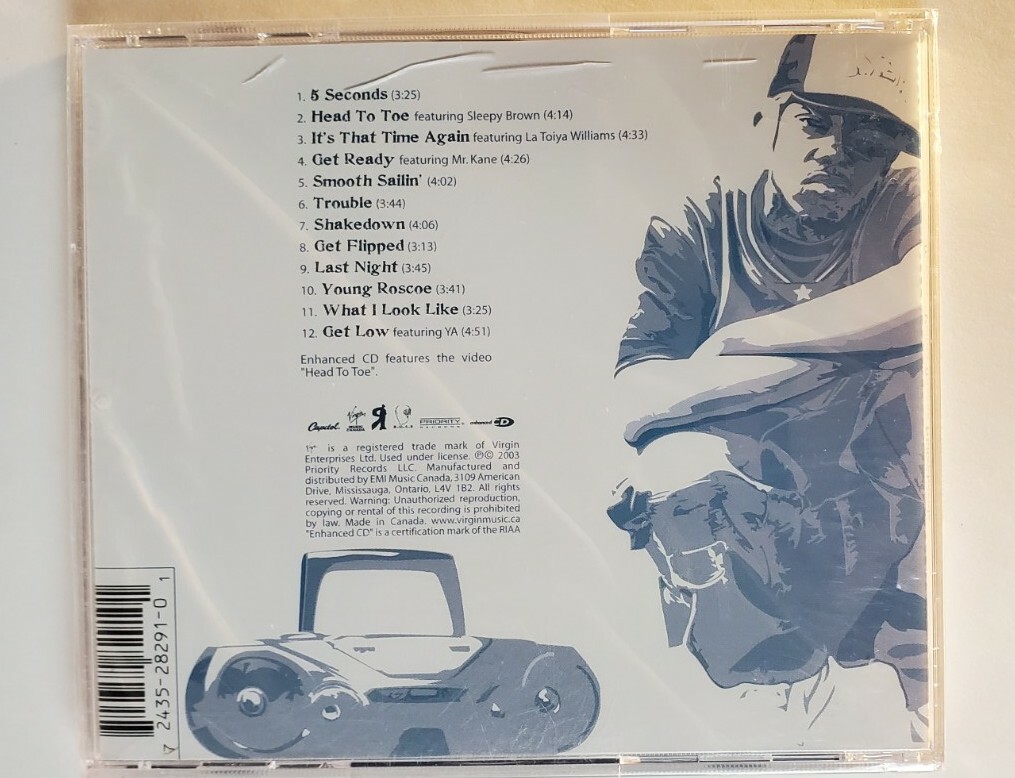 1. 5 Seconds (3:25)
2. Head To Toe featuring Sleepy Brown (4:14)
3. It's That Time Again featuring La Toiya Williams (4:33)
4. Get Ready featuring Mr. Kane (4:26)
5. Smooth Sailin' (4:02)
6. Trouble (3:44)
7. Shakedown (4:06)
8. Get Flipped (3:13)
9. Last Night (3:45)
10. Young Roscoe (3:41)
11. What I Look Like (3:25)
12. Get Low featuring YA (4:51)
Enhanced CD features the video
"Head To Toe".
Capitol. Virgin MUSIC CANADA PRIORITY RECORDS enhanced CD
Virgin is a registered trade mark of Virgin
Enterprises Ltd. Used under license. ℗© 2003
Priority Records LLC. Manufactured and
distributed by EMI Music Canada, 3109 American
Drive, Mississauga, Ontario, L4V 1B2. All rights
reserved. Warning: Unauthorized reproduction,
copying or rental of this recording is prohibited
by law. Made in Canada. www.virginmusic.ca
"Enhanced CD" is a certification mark of the RIAA
7 2435-28291-0 1